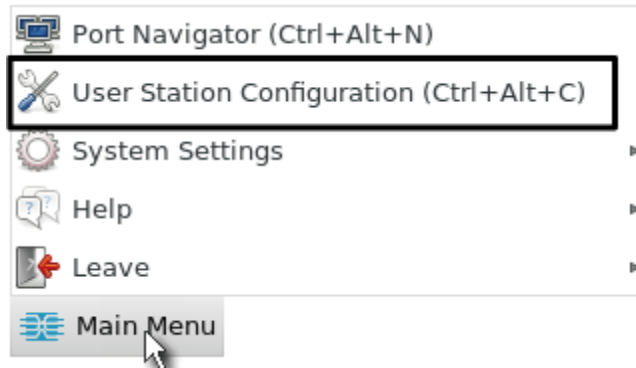 Port Navigator (Ctrl+Alt+N)
User Station Configuration (Ctrl+Alt+C)
System Settings
Help
Leave
Main Menu